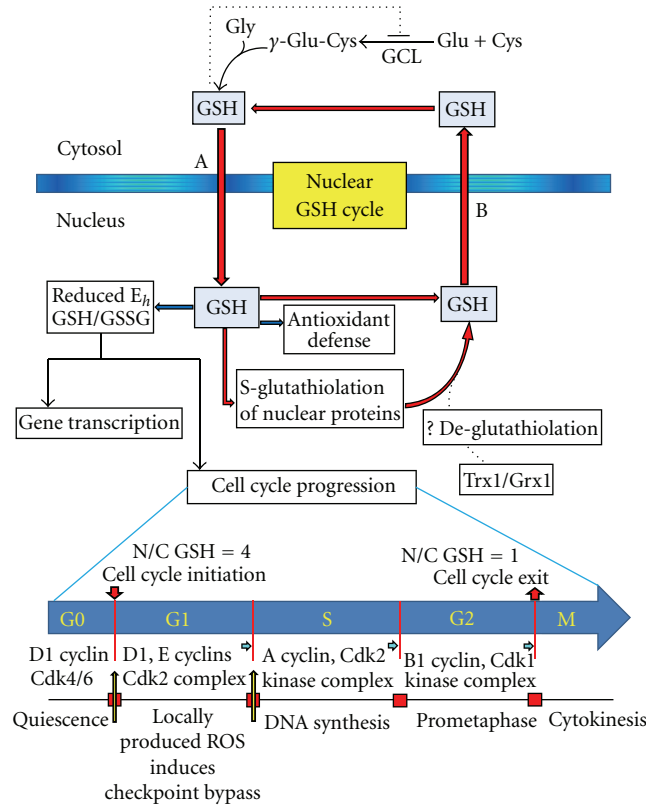 Gly
γ-Glu-Cys
Glu + Cys
GCL
GSH
GSH
Cytosol
A
Nuclear
GSH cycle
Nucleus
B
Reduced Eh
GSH/GSSG
GSH
GSH
Antioxidant
defense
S-glutathiolation
of nuclear proteins
Gene transcription
? De-glutathiolation
Trx1/Grx1
Cell cycle progression
N/C GSH = 4
Cell cycle initiation
N/C GSH = 1
Cell cycle exit
G0
G1
S
G2
M
D1 cyclin
Cdk4/6
D1, E cyclins
Cdk2 complex
A cyclin, Cdk2
kinase complex
B1 cyclin, Cdk1
kinase complex
Quiescence
Locally
produced ROS
induces
checkpoint bypass
DNA synthesis
Prometaphase
Cytokinesis